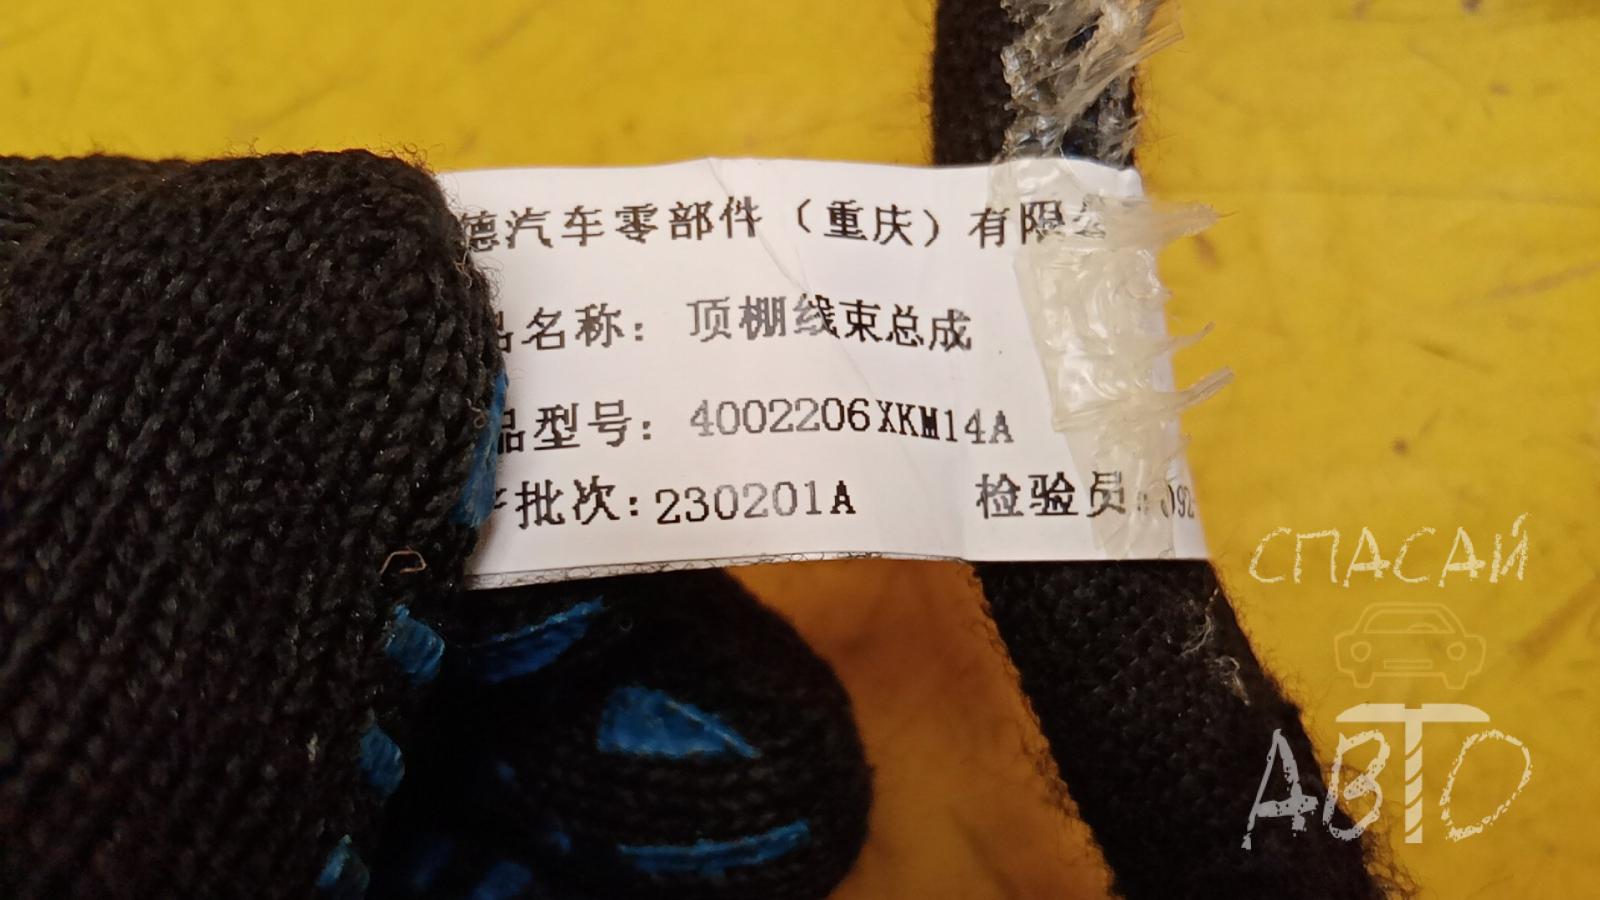 德汽车零部件（重庆）有限公
品名称：顶棚线束总成
品型号：4002206XKM14A
批次：230201A 检验员：092
СПАСАЙ
АВТО